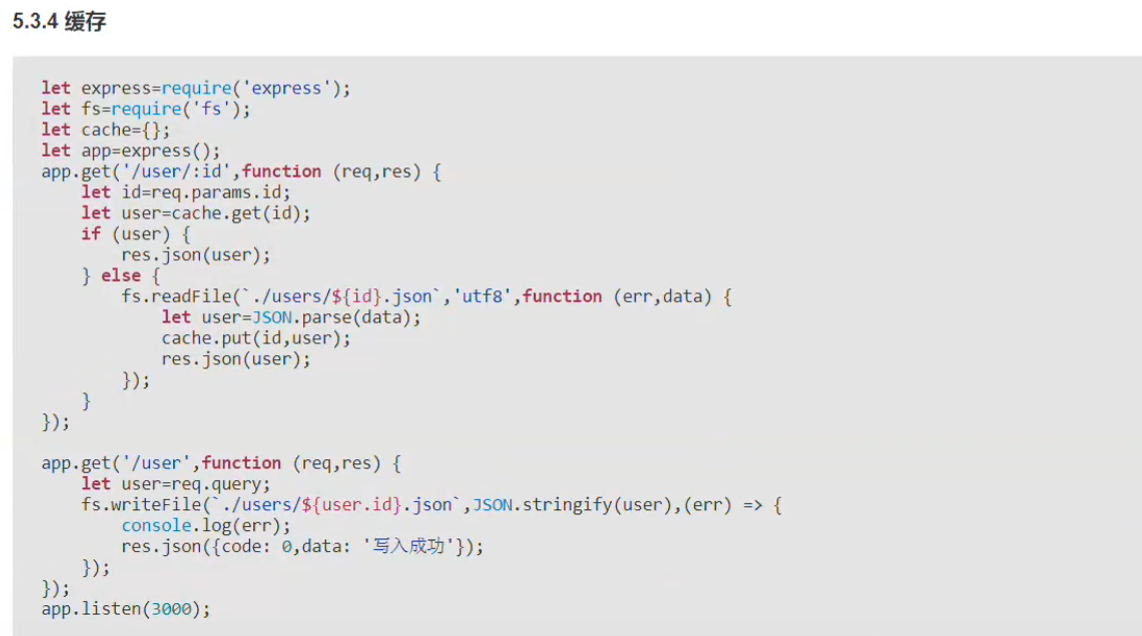 5.3.4 缓存
let express=require('express');
let fs=require('fs');
let cache={};
let app=express();
app.get('/user/:id',function (req,res) {
    let id=req.params.id;
    let user=cache.get(id);
    if (user) {
        res.json(user);
    } else {
        fs.readFile(`./users/${id}.json`,'utf8',function (err,data) {
            let user=JSON.parse(data);
            cache.put(id,user);
            res.json(user);
        });
    }
});

app.get('/user',function (req,res) {
    let user=req.query;
    fs.writeFile(`./users/${user.id}.json`,JSON.stringify(user),(err) => {
        console.log(err);
        res.json({code: 0,data: '写入成功'});
    });
});
app.listen(3000);